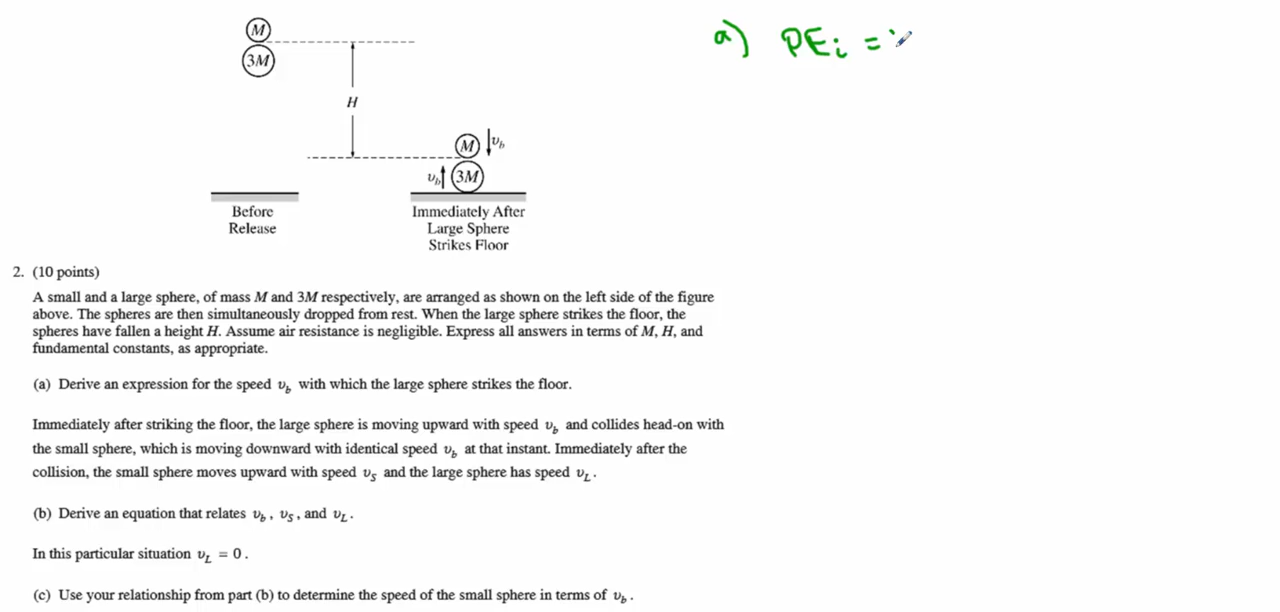 M
3M
H
M
v_b
v_b
3M
Before
Release
Immediately After
Large Sphere
Strikes Floor
a) PE_i =
2. (10 points)
A small and a large sphere, of mass M and 3M respectively, are arranged as shown on the left side of the figure
above. The spheres are then simultaneously dropped from rest. When the large sphere strikes the floor, the
spheres have fallen a height H. Assume air resistance is negligible. Express all answers in terms of M, H, and
fundamental constants, as appropriate.
(a) Derive an expression for the speed v_b with which the large sphere strikes the floor.
Immediately after striking the floor, the large sphere is moving upward with speed v_b and collides head-on with
the small sphere, which is moving downward with identical speed v_b at that instant. Immediately after the
collision, the small sphere moves upward with speed v_S and the large sphere has speed v_L.
(b) Derive an equation that relates v_b, v_S, and v_L.
In this particular situation v_L = 0.
(c) Use your relationship from part (b) to determine the speed of the small sphere in terms of v_b.